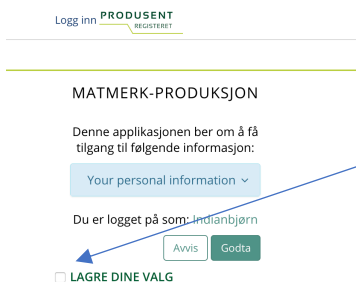 Logg inn PRODUSENT
REGISTERET
MATMERK-PRODUKSJON
Denne applikasjonen ber om å få
tilgang til følgende informasjon:
Your personal information
Du er logget på som: Indianbjørn
Avvis Godta
LAGRE DINE VALG